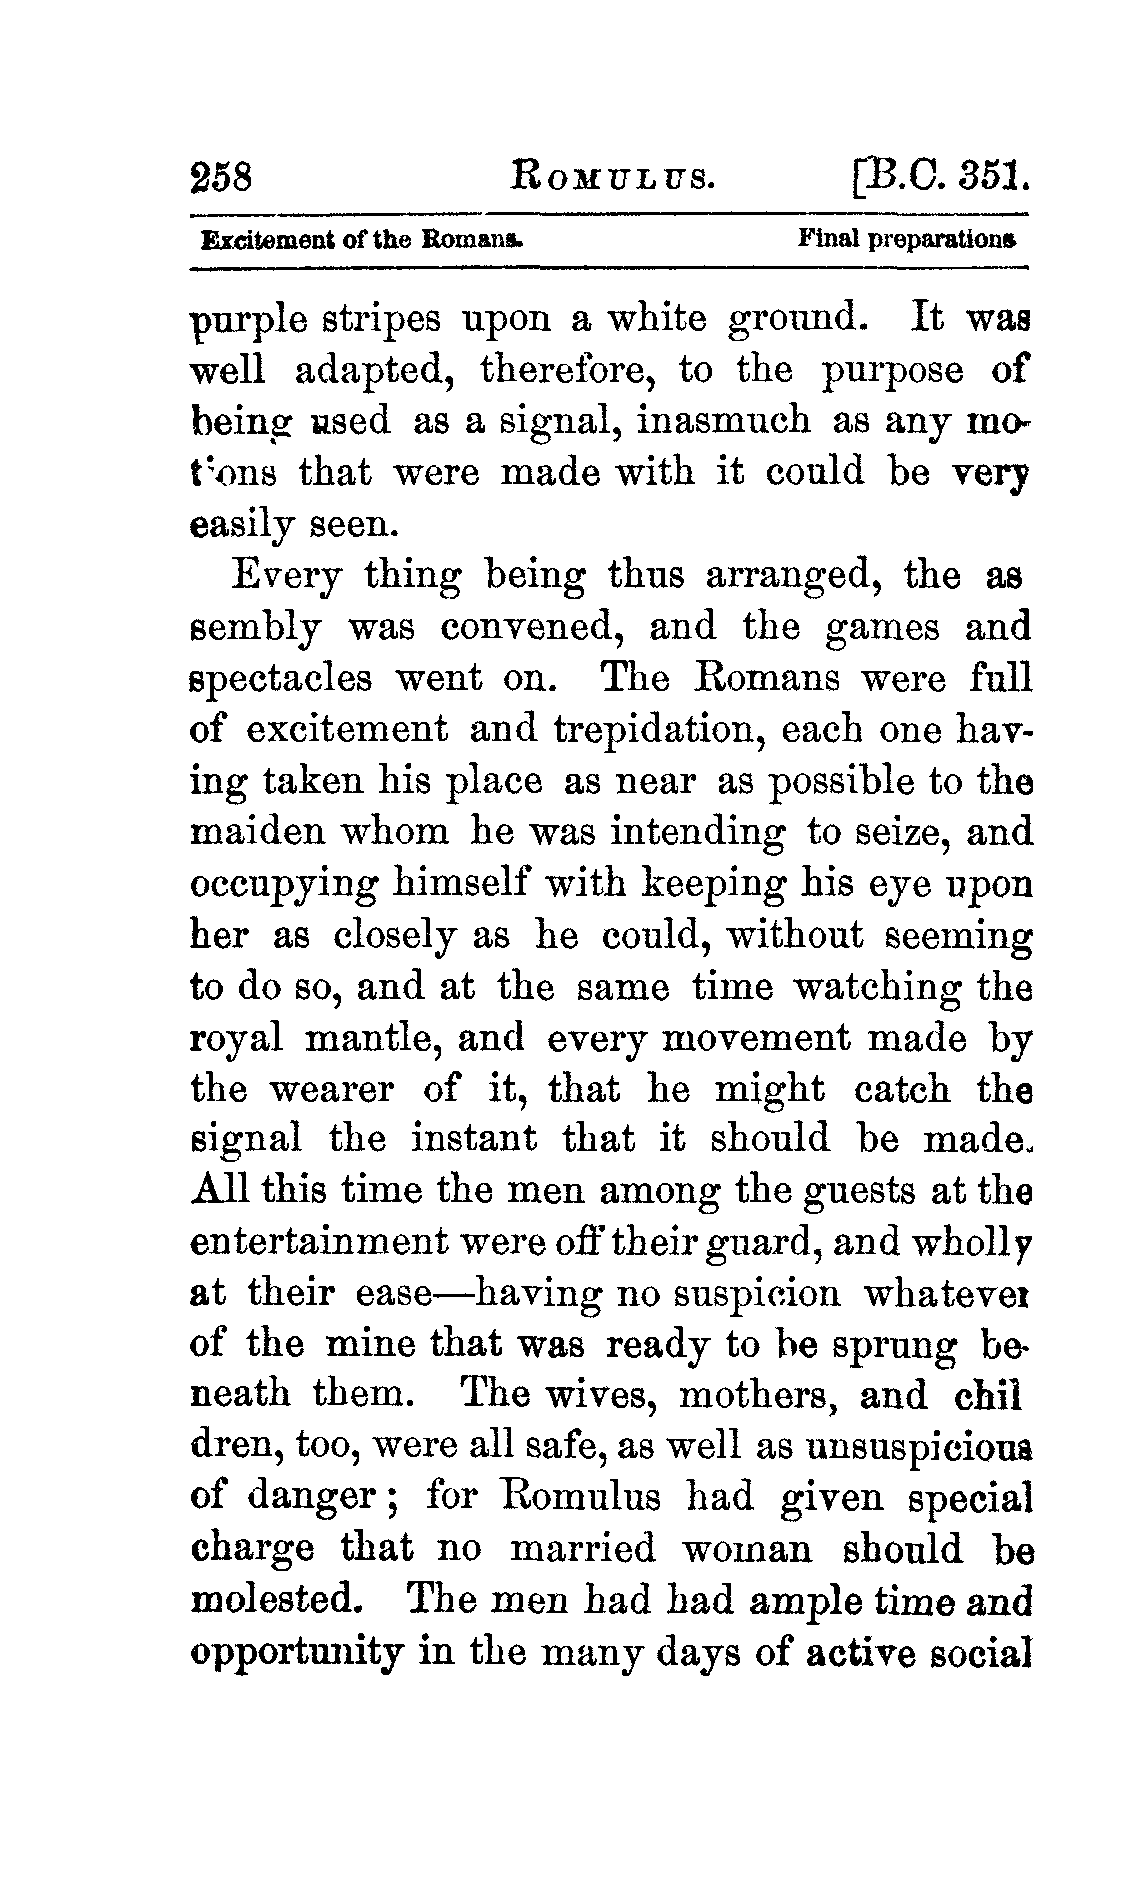 258 ROMULUS. [B.C. 351.
Excitement of the Romans. Final preparations
purple stripes upon a white ground. It was
well adapted, therefore, to the purpose of
being used as a signal, inasmuch as any mo-
tions that were made with it could be very
easily seen.
Every thing being thus arranged, the as
sembly was convened, and the games and
spectacles went on. The Romans were full
of excitement and trepidation, each one hav-
ing taken his place as near as possible to the
maiden whom he was intending to seize, and
occupying himself with keeping his eye upon
her as closely as he could, without seeming
to do so, and at the same time watching the
royal mantle, and every movement made by
the wearer of it, that he might catch the
signal the instant that it should be made.
All this time the men among the guests at the
entertainment were off their guard, and wholly
at their ease—having no suspicion whatever
of the mine that was ready to be sprung be-
neath them. The wives, mothers, and chil
dren, too, were all safe, as well as unsuspicious
of danger; for Romulus had given special
charge that no married woman should be
molested. The men had had ample time and
opportunity in the many days of active social